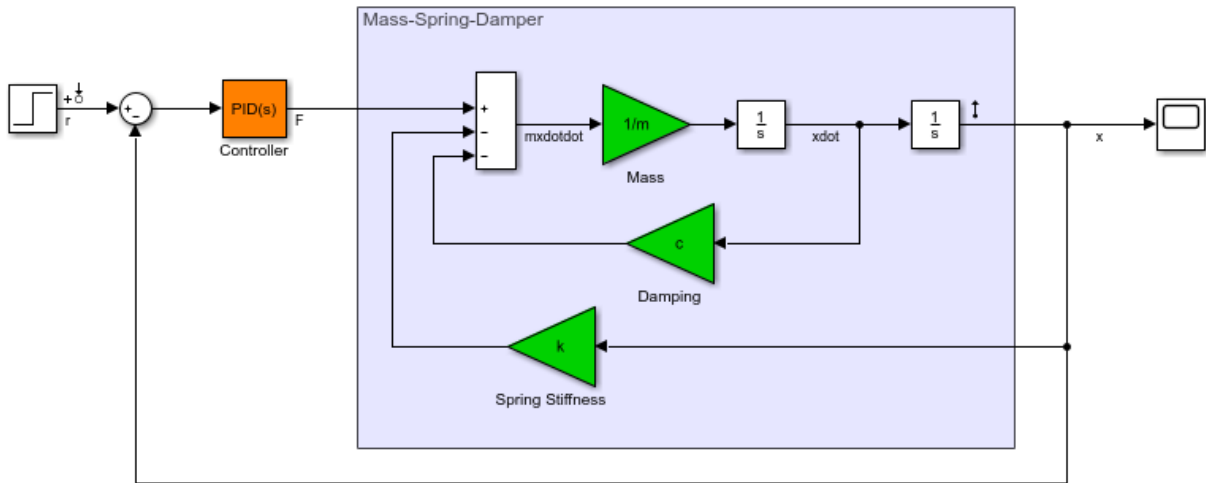 Mass-Spring-Damper
+
r
+
−
PID(s)
Controller
F
+
−
−
mxdotdot
1/m
Mass
1
s
xdot
1
s
x
c
Damping
k
Spring Stiffness